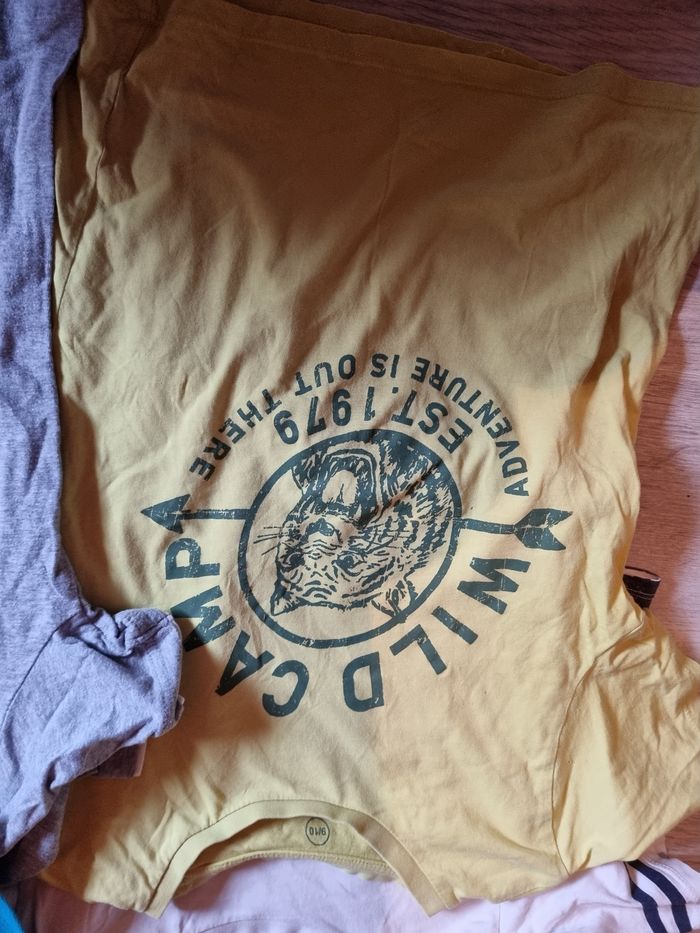 9/10
WILD CAMP
EST. 1979
ADVENTURE iS OUT THERE